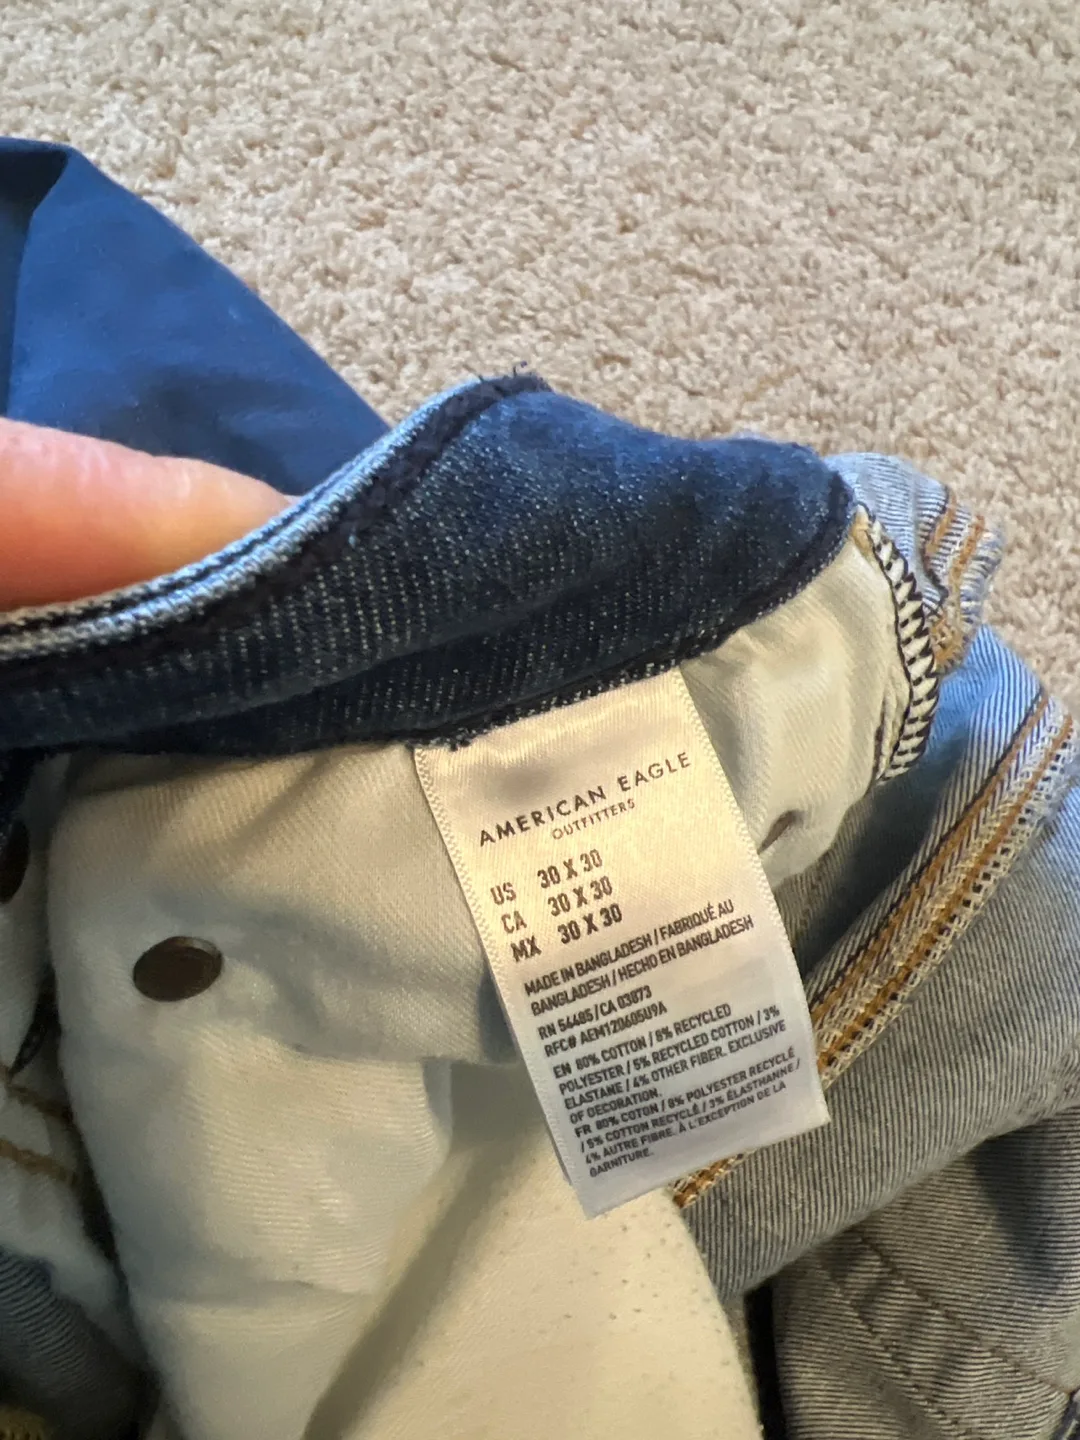 AMERICAN EAGLE
OUTFITTERS
US 30 X 30
CA 30 X 30
MX 30 X 30
MADE IN BANGLADESH / FABRIQUÉ AU
BANGLADESH / HECHO EN BANGLADESH
RN 54485 / CA 03073
RFC# AEM120605U9A
EN 80% COTTON / 8% RECYCLED
POLYESTER / 5% RECYCLED COTTON / 3%
ELASTANE / 4% OTHER FIBER. EXCLUSIVE
OF DECORATION.
FR 80% COTON / 8% POLYESTER RECYCLÉ
/ 5% COTTON RECYCLÉ / 3% ÉLASTHANNE /
4% AUTRE FIBRE. À L'EXCEPTION DE LA
GARNITURE.